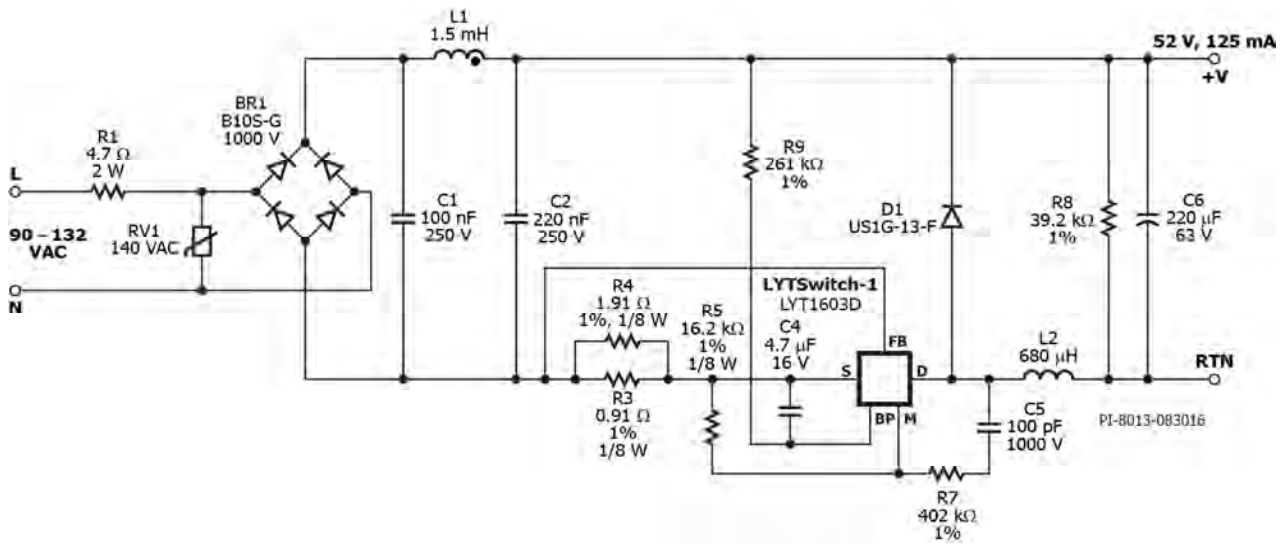 L1
1.5 mH
52 V, 125 mA
+V
BR1
B10S-G
1000 V
R1
4.7 Ω
2 W
L
R9
261 kΩ
1%
C1
100 nF
250 V
C2
220 nF
250 V
D1
US1G-13-F
R8
39.2 kΩ
1%
C6
220 µF
63 V
90 – 132
VAC
RV1
140 VAC
N
R4
1.91 Ω
1%, 1/8 W
R5
16.2 kΩ
1%
1/8 W
LYTSwitch-1
LYT1603D
C4
4.7 µF
16 V
FB
S
D
BP
M
L2
680 µH
RTN
R3
0.91 Ω
1%
1/8 W
C5
100 pF
1000 V
PI-8013-083016
R7
402 kΩ
1%